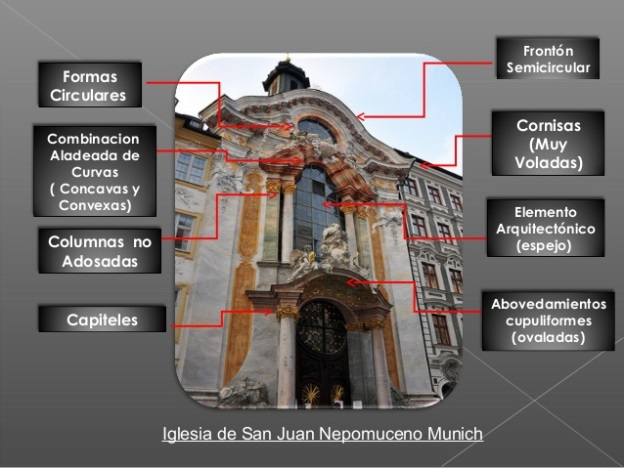 Formas
Circulares
Combinacion
Aladeada de
Curvas
( Concavas y
Convexas)
Columnas no
Adosadas
Capiteles
Frontón
Semicircular
Cornisas
(Muy
Voladas)
Elemento
Arquitectónico
(espejo)
Abovedamientos
cupuliformes
(ovaladas)
Iglesia de San Juan Nepomuceno Munich